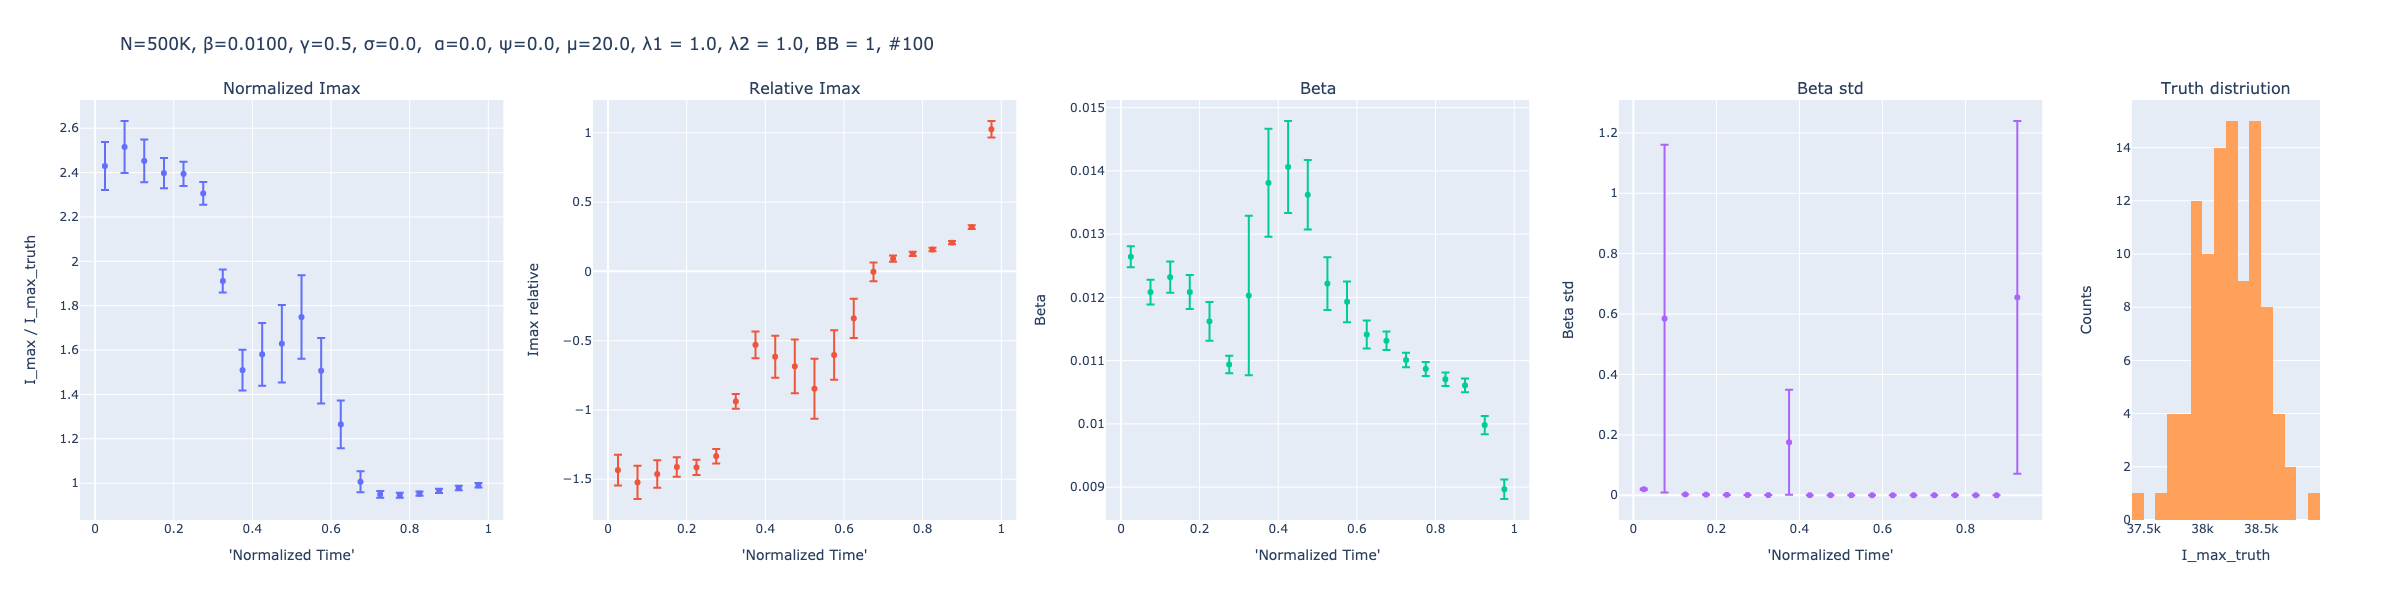 N=500K, β=0.0100, γ=0.5, σ=0.0,  α=0.0, ψ=0.0, μ=20.0, λ1 = 1.0, λ2 = 1.0, BB = 1, #100
Normalized Imax
2.6
2.4
2.2
2
1.8
1.6
1.4
1.2
1
I_max / I_max_truth
0 0.2 0.4 0.6 0.8 1
'Normalized Time'
Relative Imax
1
0.5
0
−0.5
−1
−1.5
Imax relative
0 0.2 0.4 0.6 0.8 1
'Normalized Time'
Beta
0.015
0.014
0.013
0.012
0.011
0.01
0.009
Beta
0 0.2 0.4 0.6 0.8 1
'Normalized Time'
Beta std
1.2
1
0.8
0.6
0.4
0.2
0
Beta std
0 0.2 0.4 0.6 0.8
'Normalized Time'
Truth distriution
14
12
10
8
6
4
2
0
Counts
37.5k 38k 38.5k
I_max_truth